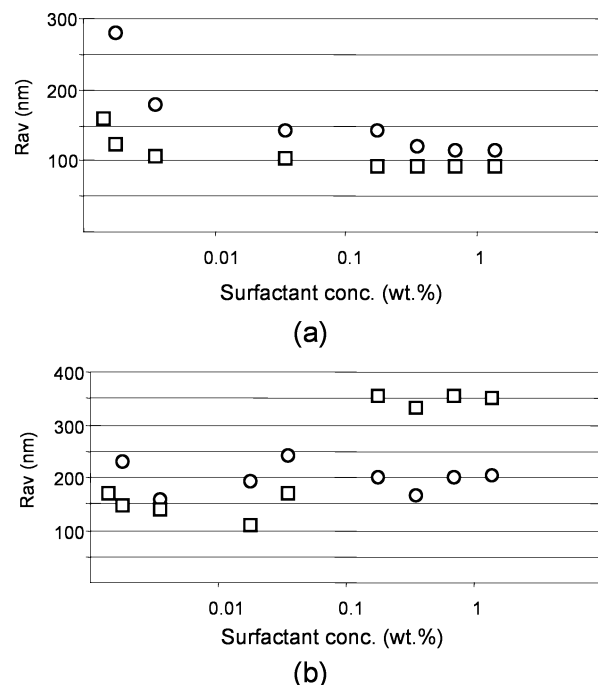 300
200
100
Rav (nm)
0.01 0.1 1
Surfactant conc. (wt.%)
(a)
400
300
200
100
Rav (nm)
0.01 0.1 1
Surfactant conc. (wt.%)
(b)